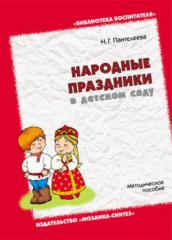 «БИБЛИОТЕКА ВОСПИТАТЕЛЯ»
Н. Г. Пантелеева
НАРОДНЫЕ
ПРАЗДНИКИ
в детском саду
Методическое
пособие
ИЗДАТЕЛЬСТВО «МОЗАИКА-СИНТЕЗ»